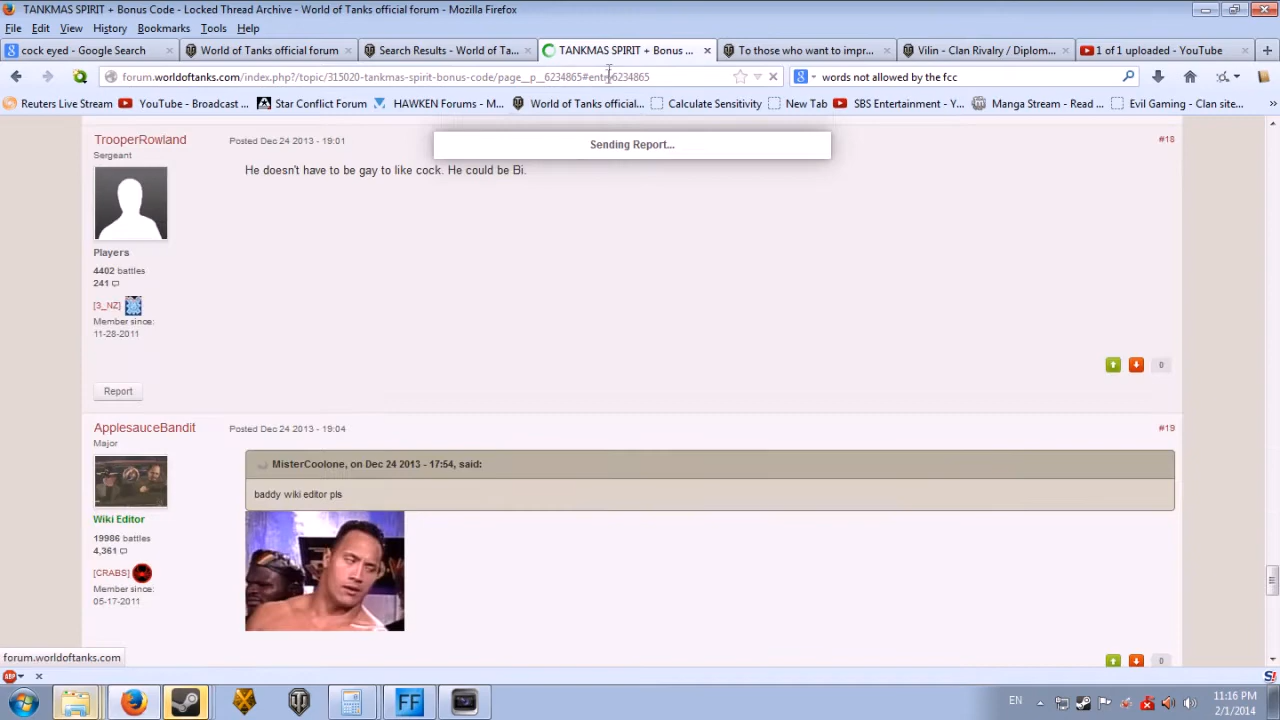 TANKMAS SPIRIT + Bonus Code - Locked Thread Archive - World of Tanks official forum - Mozilla Firefox
File Edit View History Bookmarks Tools Help
cock eyed - Google Search
World of Tanks official forum
Search Results - World of Ta...
TANKMAS SPIRIT + Bonus ...
To those who want to impr...
Vilin - Clan Rivalry / Diplom...
1 of 1 uploaded - YouTube
forum.worldoftanks.com/index.php?/topic/315020-tankmas-spirit-bonus-code/page__p__6234865#entry6234865
words not allowed by the fcc
Reuters Live Stream
YouTube - Broadcast ...
Star Conflict Forum
HAWKEN Forums - M...
World of Tanks official...
Calculate Sensitivity
New Tab
SBS Entertainment - Y...
Manga Stream - Read ...
Evil Gaming - Clan site...
TrooperRowland
Posted Dec 24 2013 - 19:01
#18
Sending Report...
Sergeant
He doesn't have to be gay to like cock. He could be Bi.
Players
4402 battles
241
[3_NZ]
Member since:
11-28-2011
0
Report
ApplesauceBandit
Posted Dec 24 2013 - 19:04
#19
Major
MisterCoolone, on Dec 24 2013 - 17:54, said:
baddy wiki editor pls
Wiki Editor
19986 battles
4,361
[CRABS]
Member since:
05-17-2011
0
forum.worldoftanks.com
ABP
S!
FF
EN
11:16 PM
2/1/2014